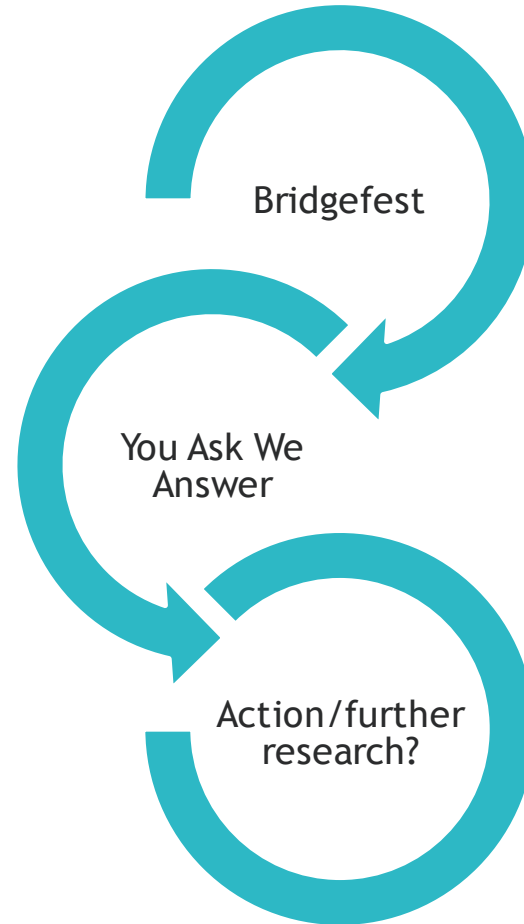 Bridgefest
You Ask We
Answer
Action/further
research?